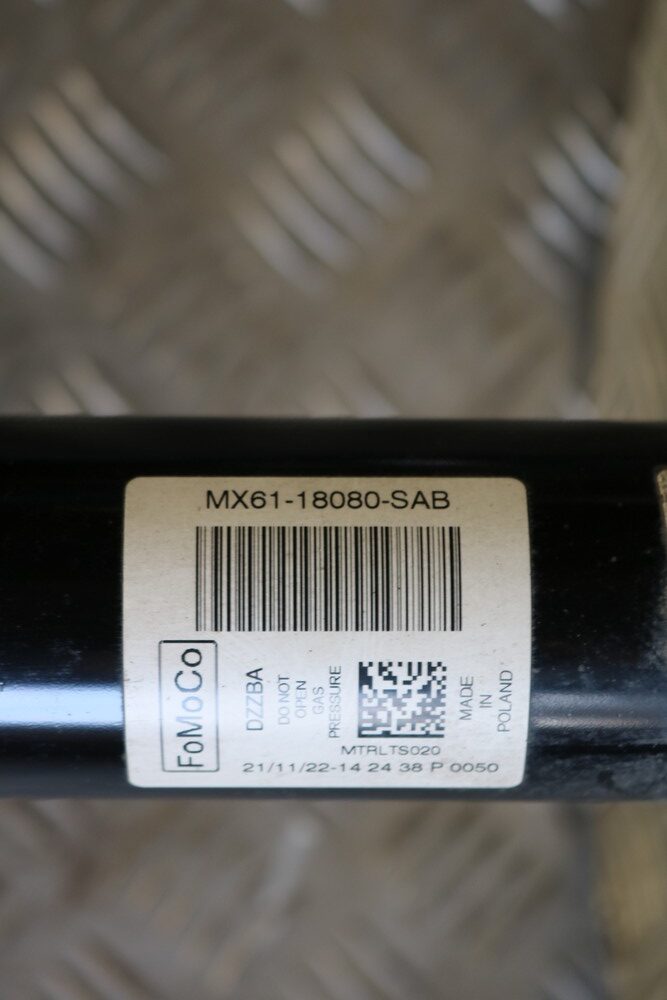 MX61-18080-SAB
FoMoCo
DZZBA
DO NOT
OPEN
GAS
PRESSURE
MADE
IN
POLAND
MTRLTS020
21/11/22-14 24 38 P 0050